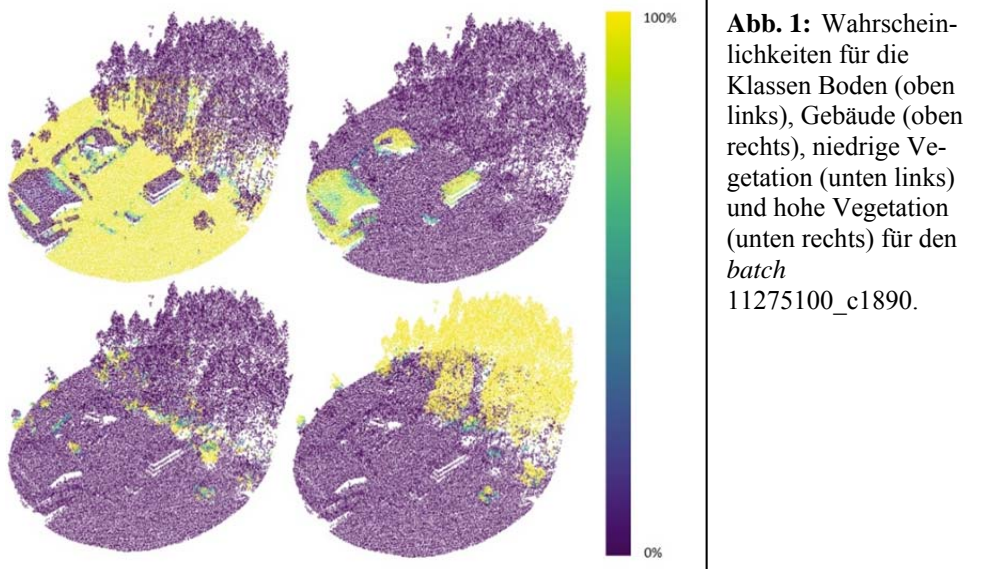 100%
0%
Abb. 1: Wahrschein-
lichkeiten für die
Klassen Boden (oben
links), Gebäude (oben
rechts), niedrige Ve-
getation (unten links)
und hohe Vegetation
(unten rechts) für den
batch
11275100_c1890.